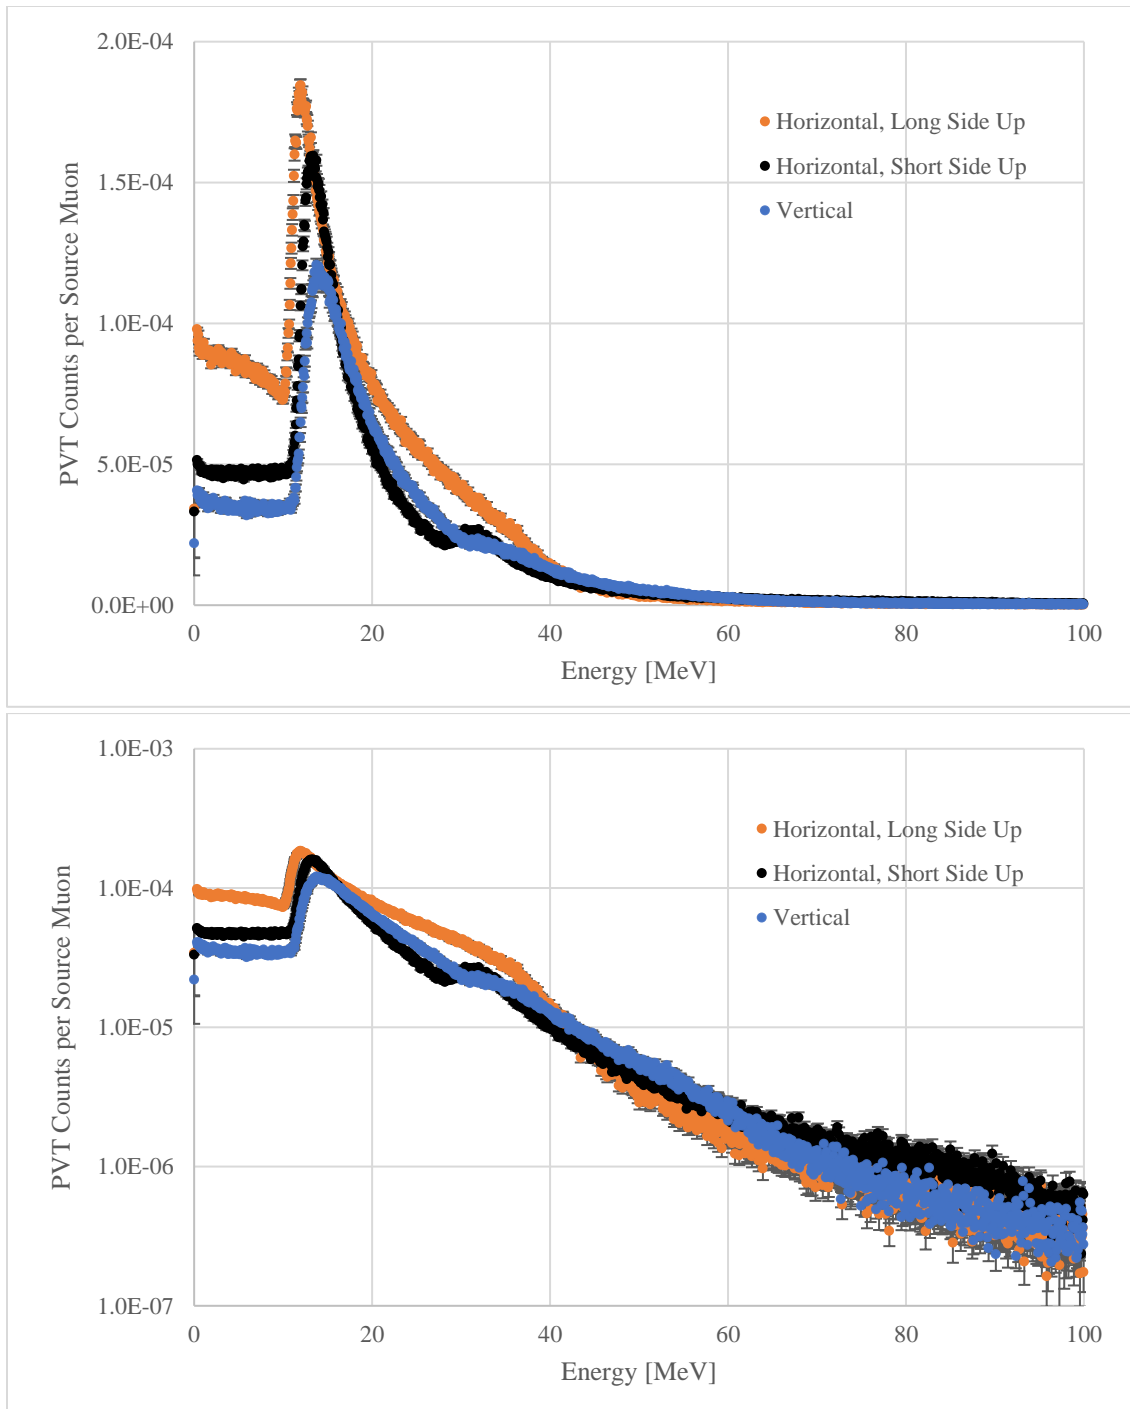 2.0E-04
1.5E-04
1.0E-04
5.0E-05
0.0E+00
PVT Counts per Source Muon
Horizontal, Long Side Up
Horizontal, Short Side Up
Vertical
0 20 40 60 80 100
Energy [MeV]
1.0E-03
1.0E-04
1.0E-05
1.0E-06
1.0E-07
PVT Counts per Source Muon
Horizontal, Long Side Up
Horizontal, Short Side Up
Vertical
0 20 40 60 80 100
Energy [MeV]